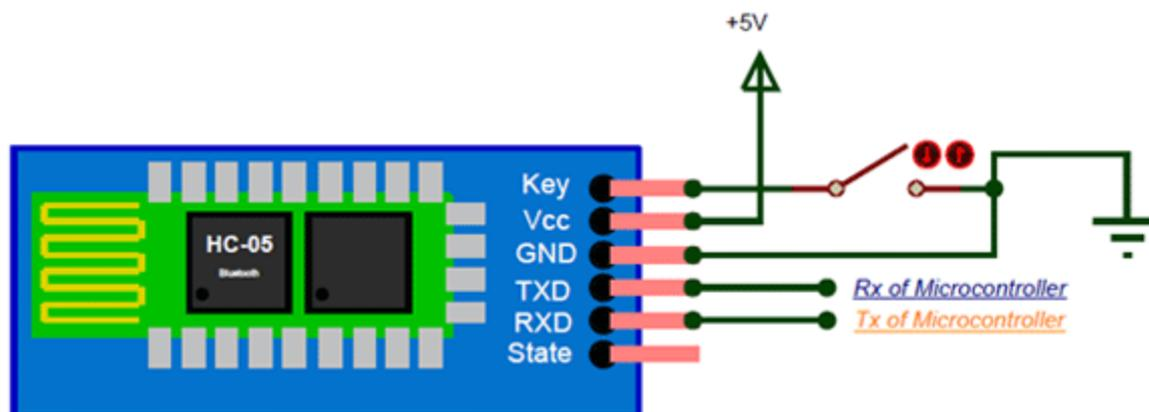 +5V
Key
Vcc
GND
TXD
RXD
State
HC-05
Bluetooth
Rx of Microcontroller
Tx of Microcontroller